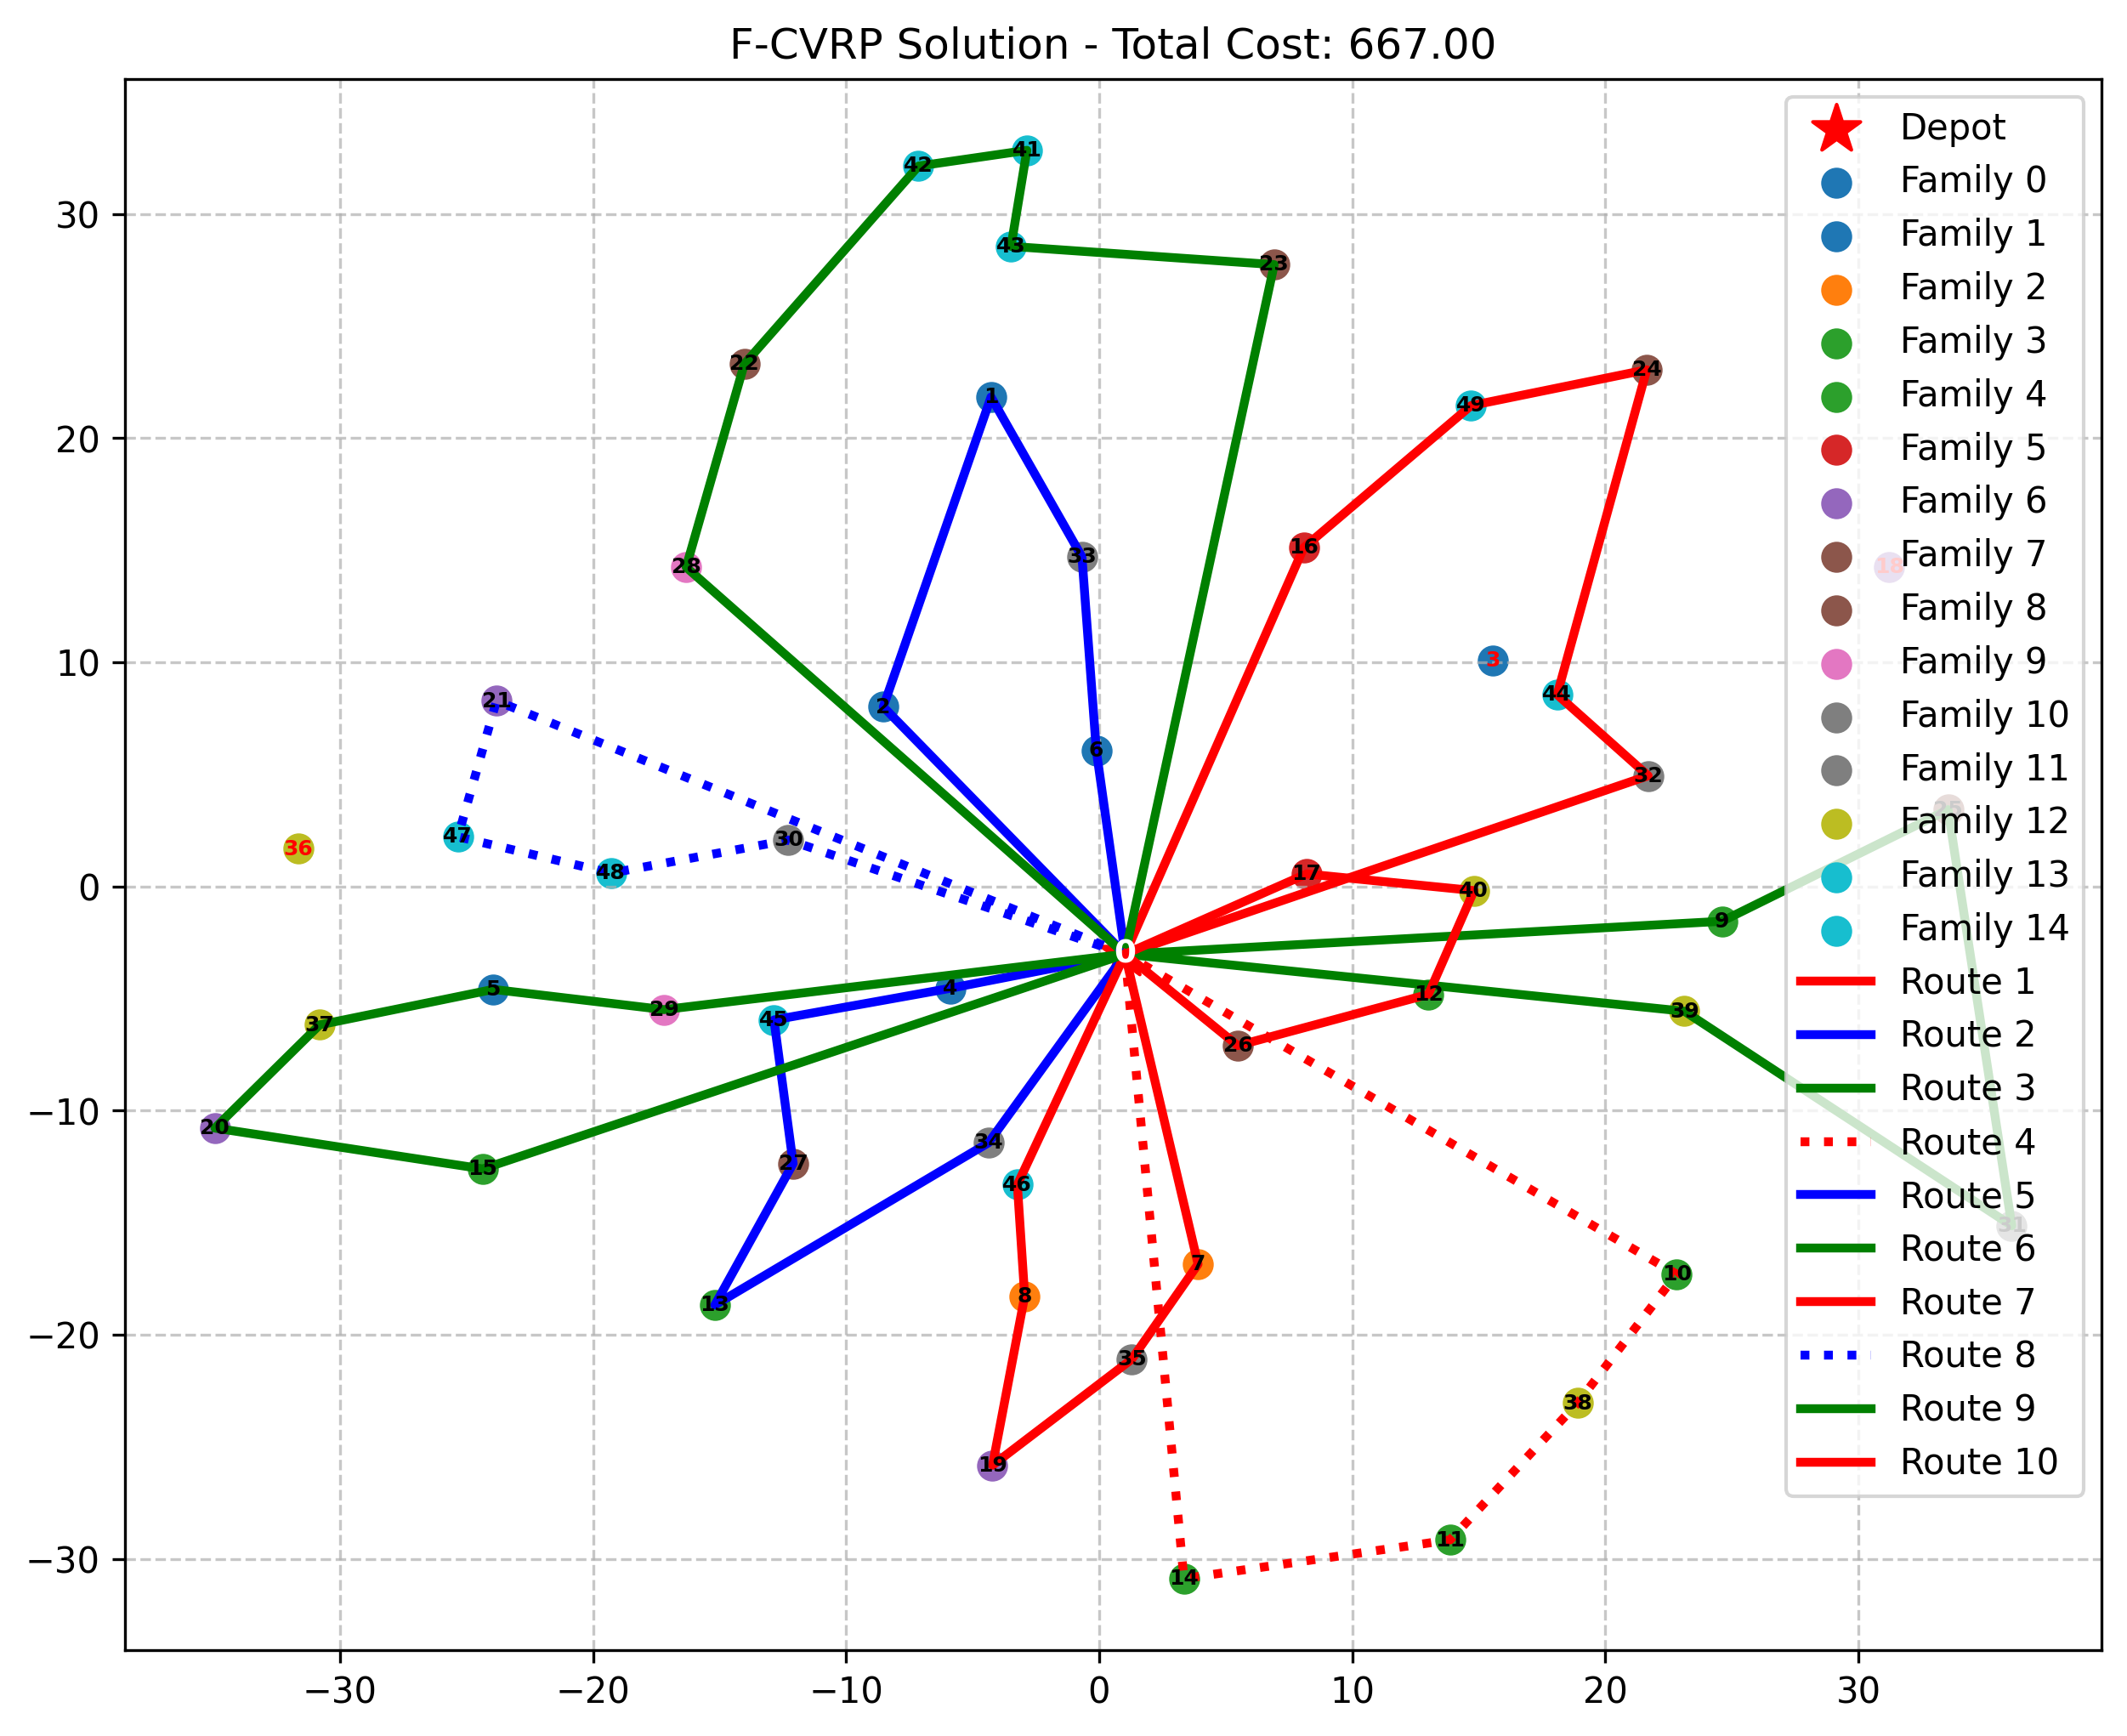 F-CVRP Solution - Total Cost: 667.00
30
20
10
0
−10
−20
−30
−30
−20
−10
0
10
20
30
41
42
43
23
22
24
1
49
16
33
28
18
3
21
44
2
6
32
25
47
36
30
48
17
40
9
0
5
4
12
29
39
45
37
26
20
34
31
27
15
46
7
10
8
13
35
38
19
11
14
Depot
Family 0
Family 1
Family 2
Family 3
Family 4
Family 5
Family 6
Family 7
Family 8
Family 9
Family 10
Family 11
Family 12
Family 13
Family 14
Route 1
Route 2
Route 3
Route 4
Route 5
Route 6
Route 7
Route 8
Route 9
Route 10